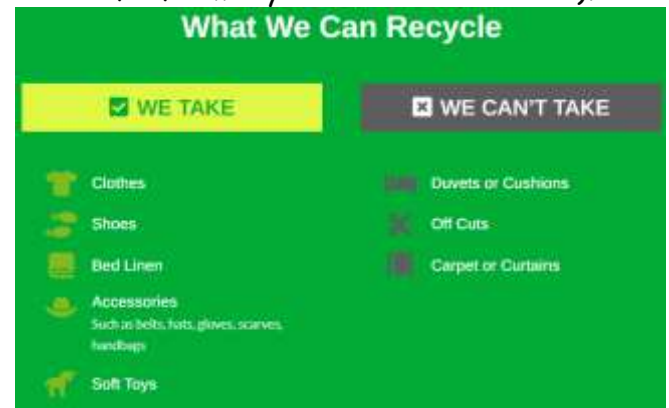 What We Can Recycle
WE TAKE
Clothes
Shoes
Bed Linen
Accessories
Such as belts, hats, gloves, scarves,
handbags
Soft Toys
WE CAN'T TAKE
Duvets or Cushions
Off Cuts
Carpet or Curtains